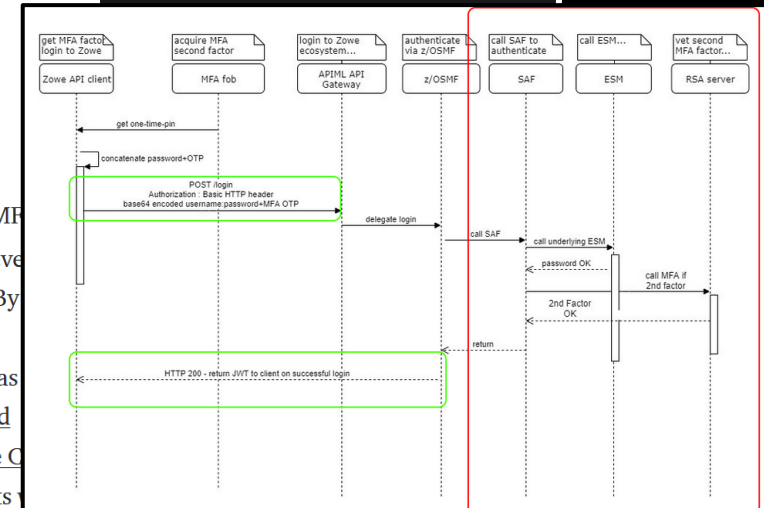 get MFA factor
login to Zowe
acquire MFA
second factor
login to Zowe
ecosystem...
authenticate
via z/OSMF
call SAF to
authenticate
call ESM...
vet second
MFA factor...
Zowe API client
MFA fob
APIML API
Gateway
z/OSMF
SAF
ESM
RSA server
get one-time-pin
concatenate password+OTP
POST /login
Authorization : Basic HTTP header
base64 encoded username:password+MFA OTP
delegate login
call SAF
call underlying ESM
password OK
call MFA if
2nd factor
2nd Factor
OK
return
HTTP 200 - return JWT to client on successful login
By
as